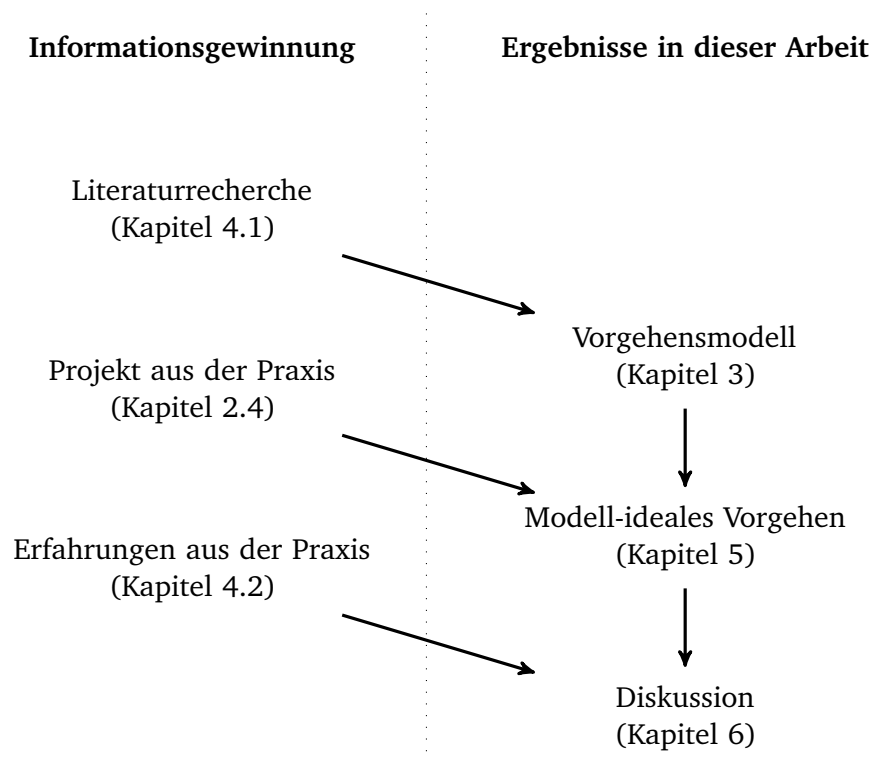 Informationsgewinnung
Ergebnisse in dieser Arbeit
Literaturrecherche
(Kapitel 4.1)
Vorgehensmodell
(Kapitel 3)
Projekt aus der Praxis
(Kapitel 2.4)
Modell-ideales Vorgehen
(Kapitel 5)
Erfahrungen aus der Praxis
(Kapitel 4.2)
Diskussion
(Kapitel 6)